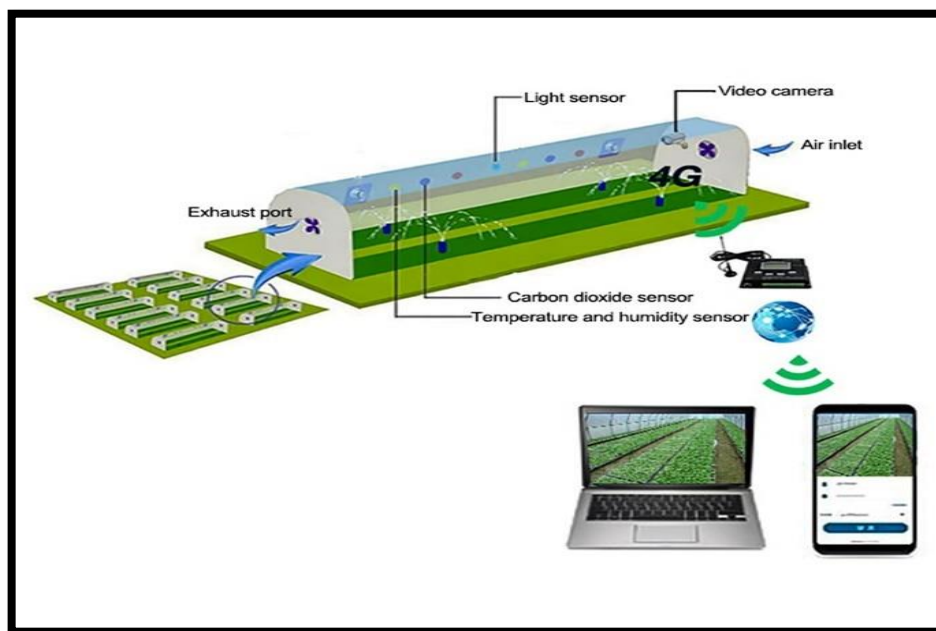 Light sensor
Video camera
Air inlet
4G
Exhaust port
Carbon dioxide sensor
Temperature and humidity sensor